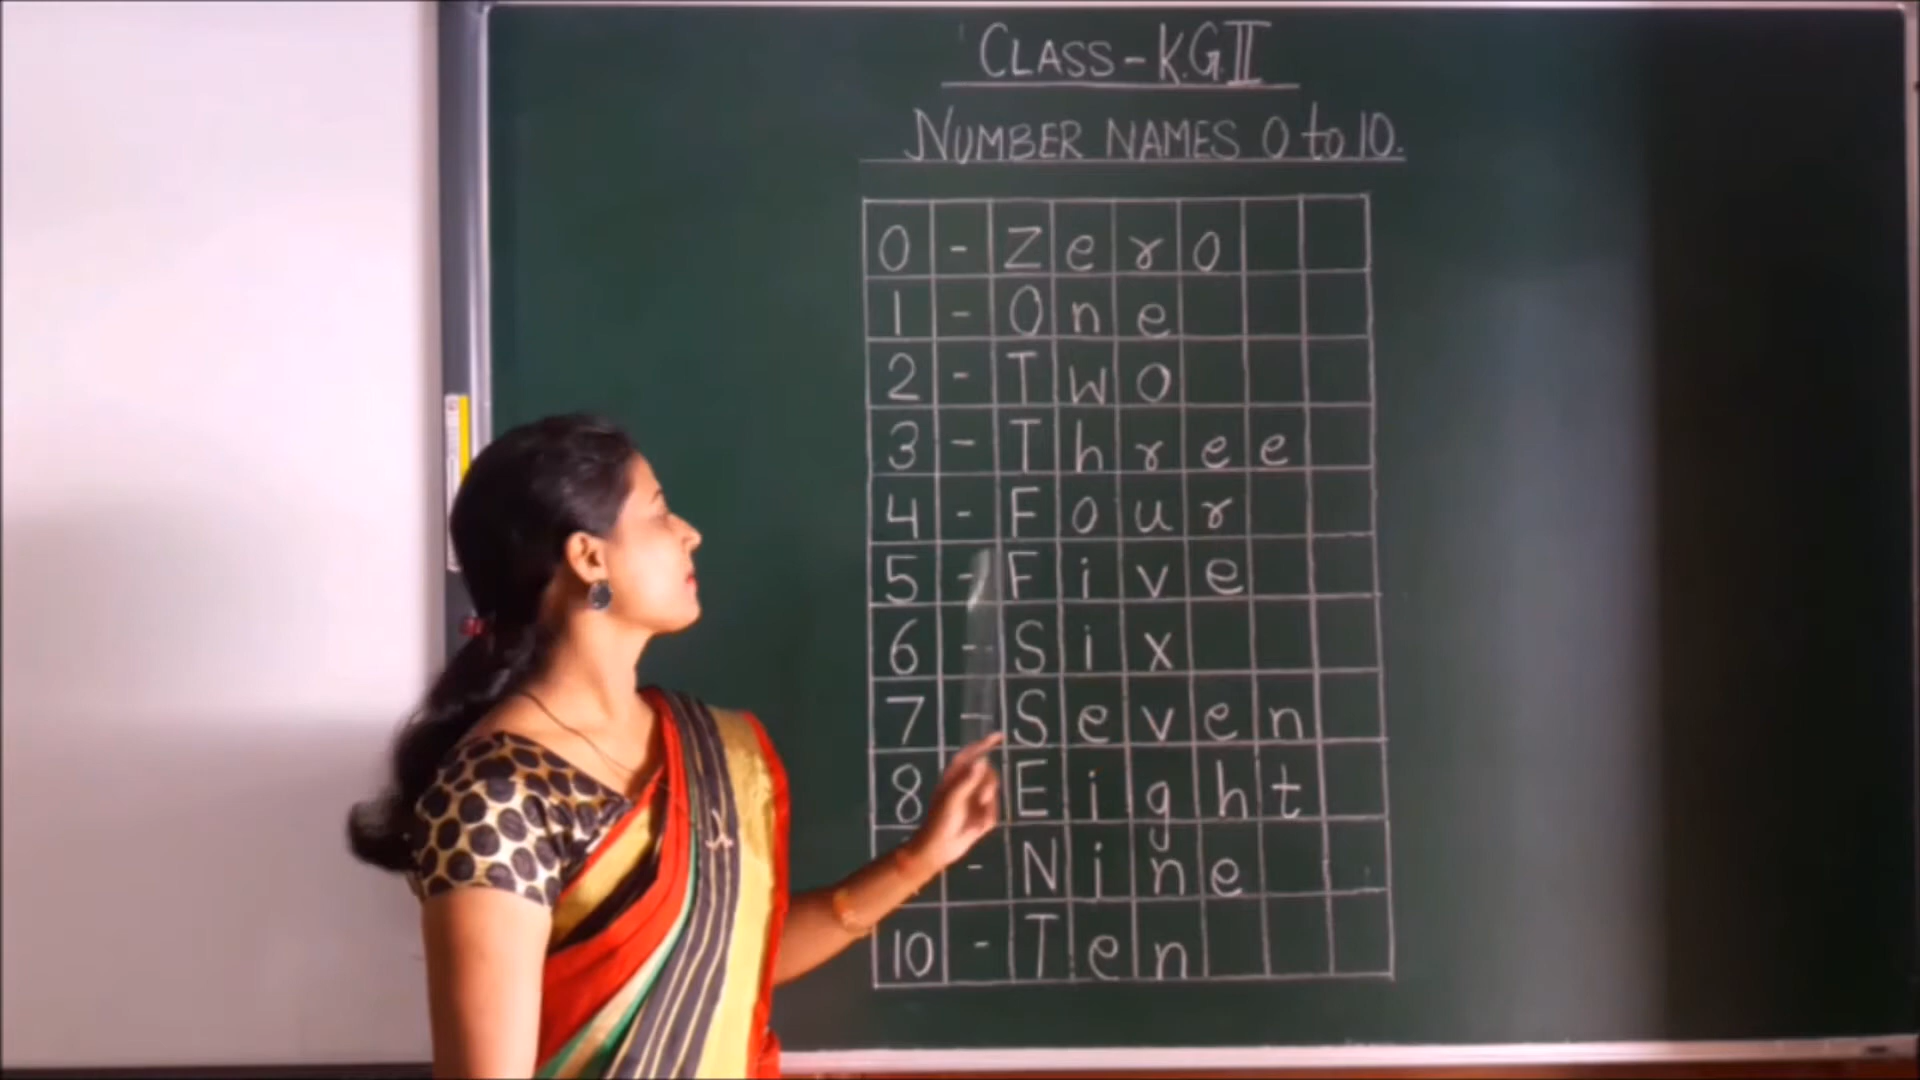 CLASS - K.G.II
NUMBER NAMES 0 to 10.
0 - Zero
1 - One
2 - Two
3 - Three
4 - Four
5 - Five
6 - Six
7 - Seven
8 Eight
- Nine
10 - Ten